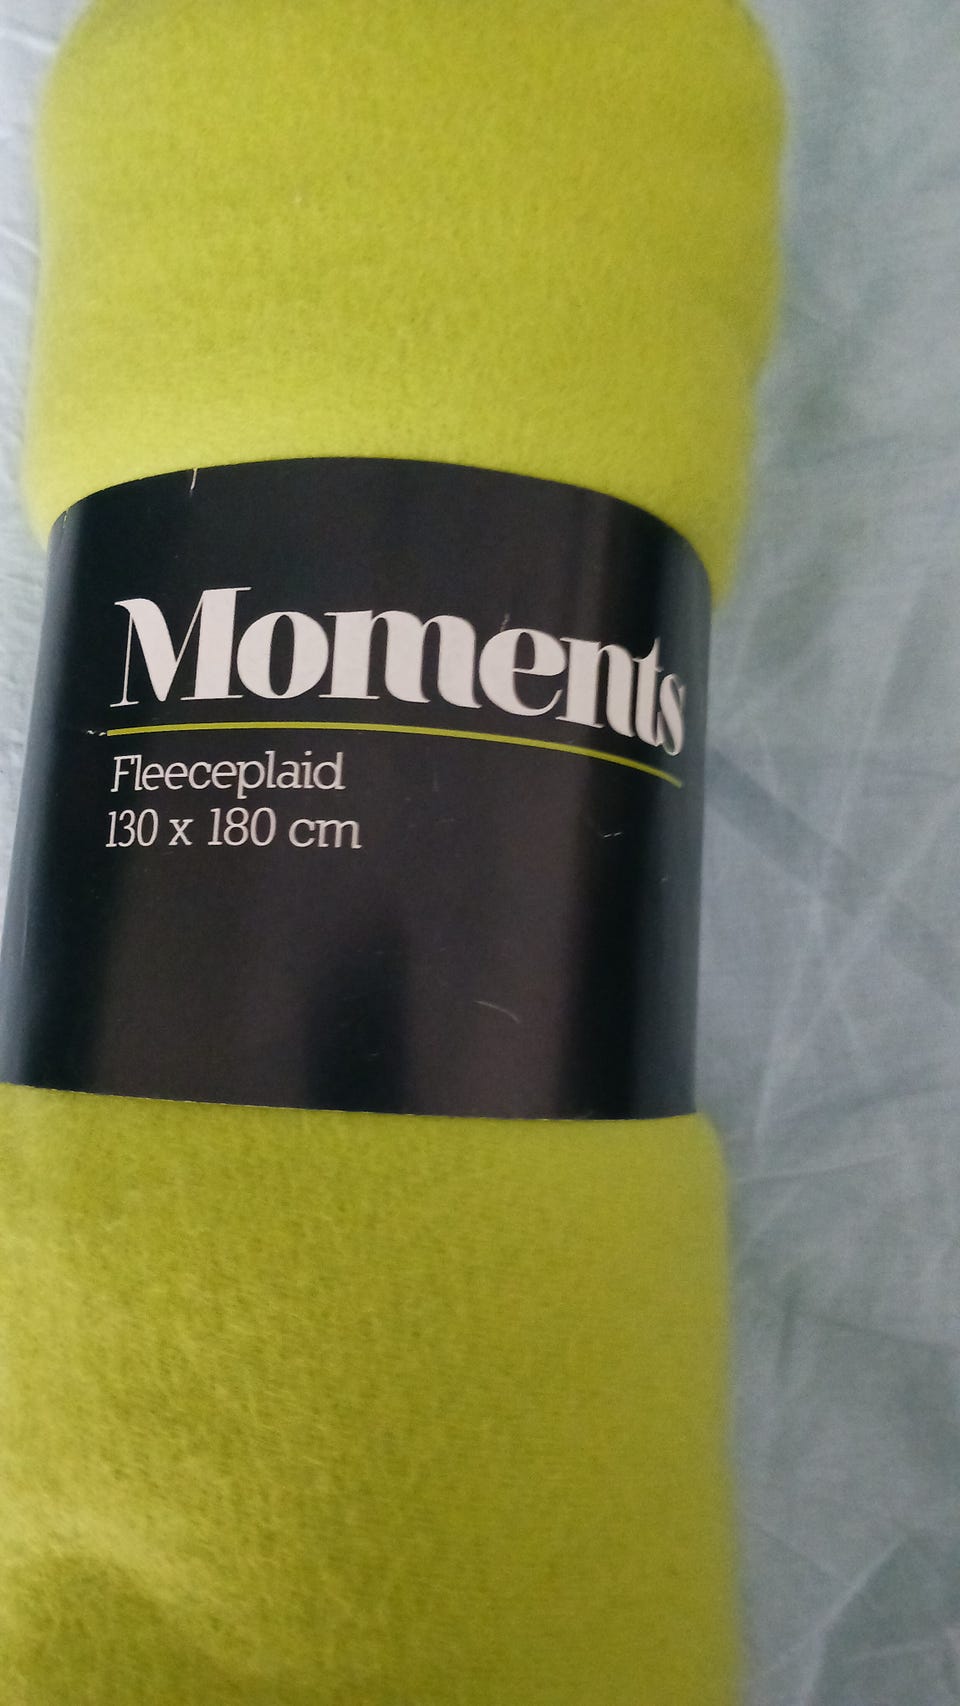 Moments
Fleeceplaid
130 x 180 cm